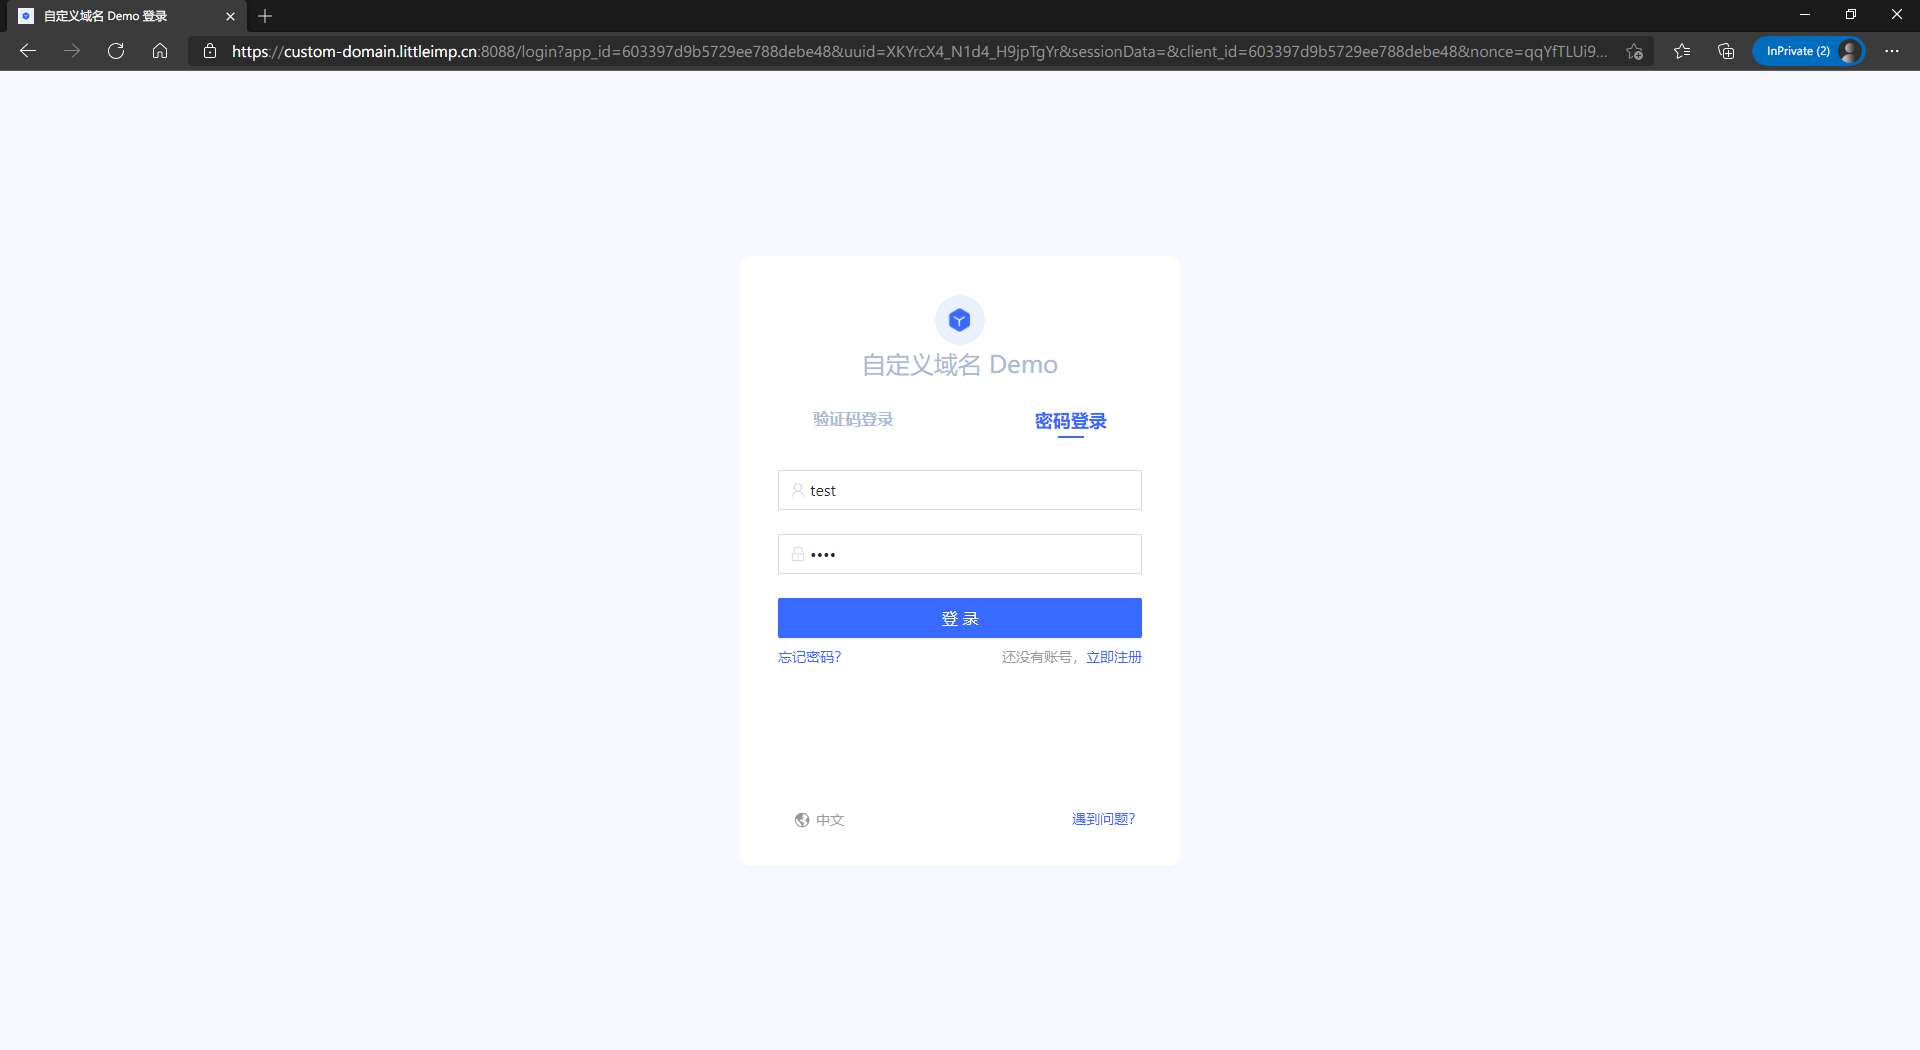 自定义域名 Demo 登录
https://custom-domain.littleimp.cn:8088/login?app_id=603397d9b5729ee788debe48&uuid=XKYrcX4_N1d4_H9jpTgYr&sessionData=&client_id=603397d9b5729ee788debe48&nonce=qqYfTLUi9...
InPrivate (2)
自定义域名 Demo
验证码登录
密码登录
test
••••
登 录
忘记密码?
还没有账号，立即注册
中文
遇到问题?